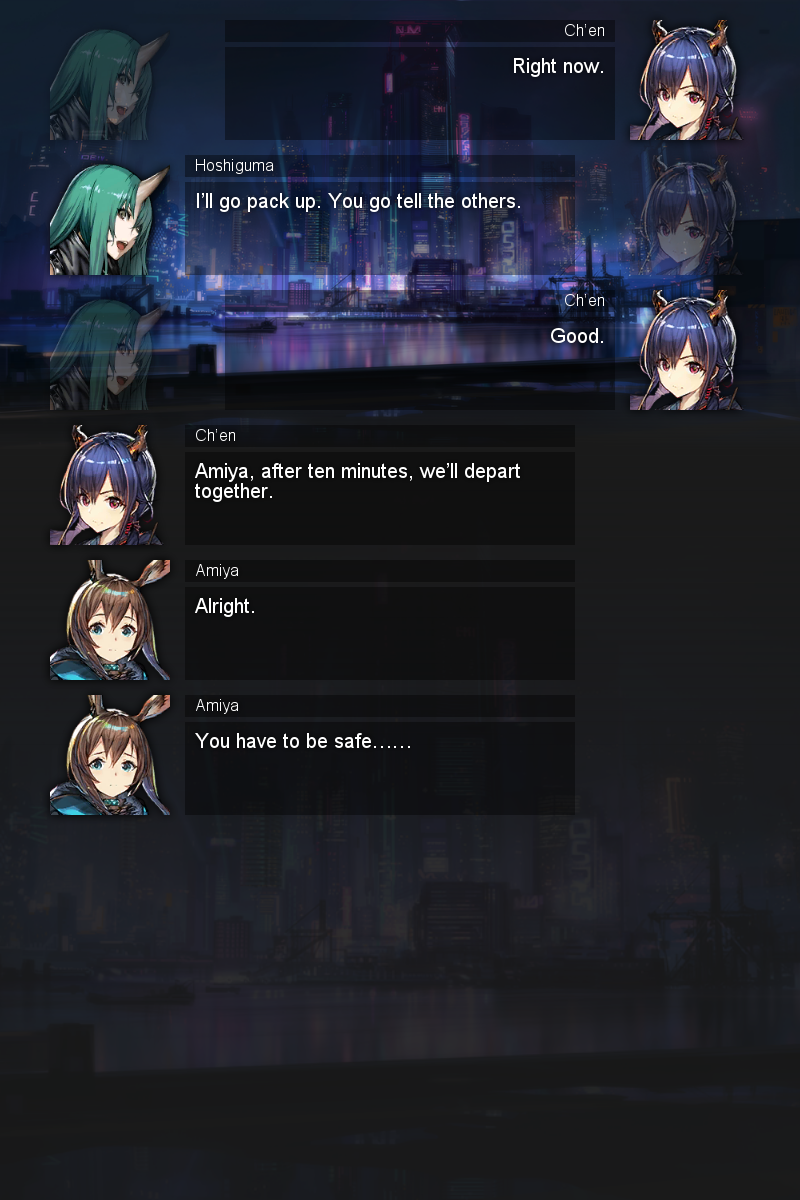 Ch'en
Right now.
Hoshiguma
I'll go pack up. You go tell the others.
Ch'en
Good.
Ch'en
Amiya, after ten minutes, we'll depart
together.
Amiya
Alright.
Amiya
You have to be safe……